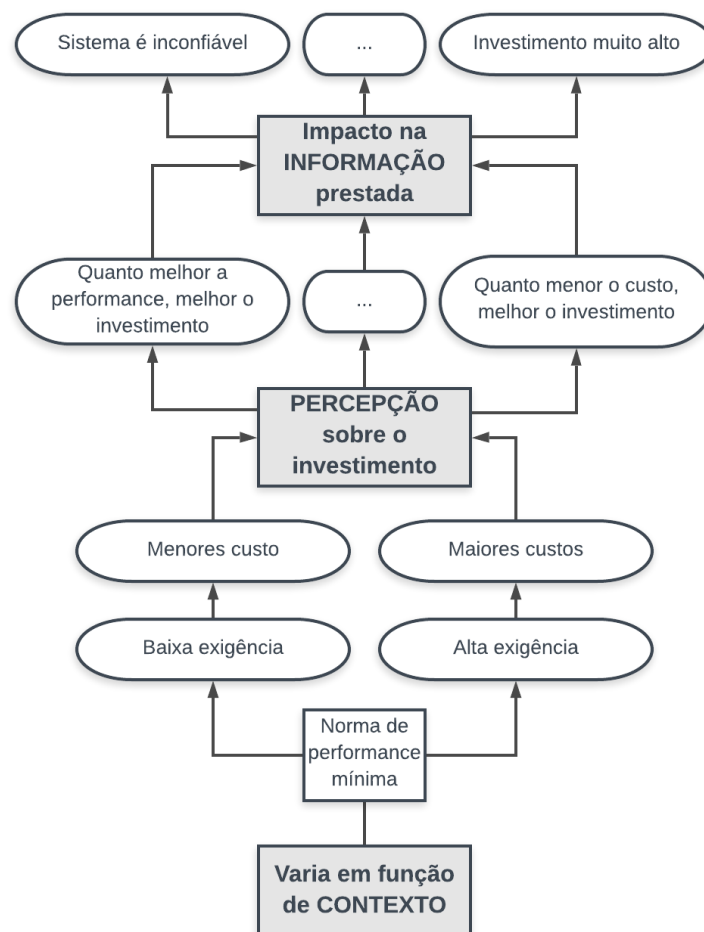 Sistema é inconfiável
...
Investimento muito alto
Impacto na
INFORMAÇÃO
prestada
Quanto melhor a
performance, melhor o
investimento
...
Quanto menor o custo,
melhor o investimento
PERCEPÇÃO
sobre o
investimento
Menores custo
Maiores custos
Baixa exigência
Alta exigência
Norma de
performance
mínima
Varia em função
de CONTEXTO